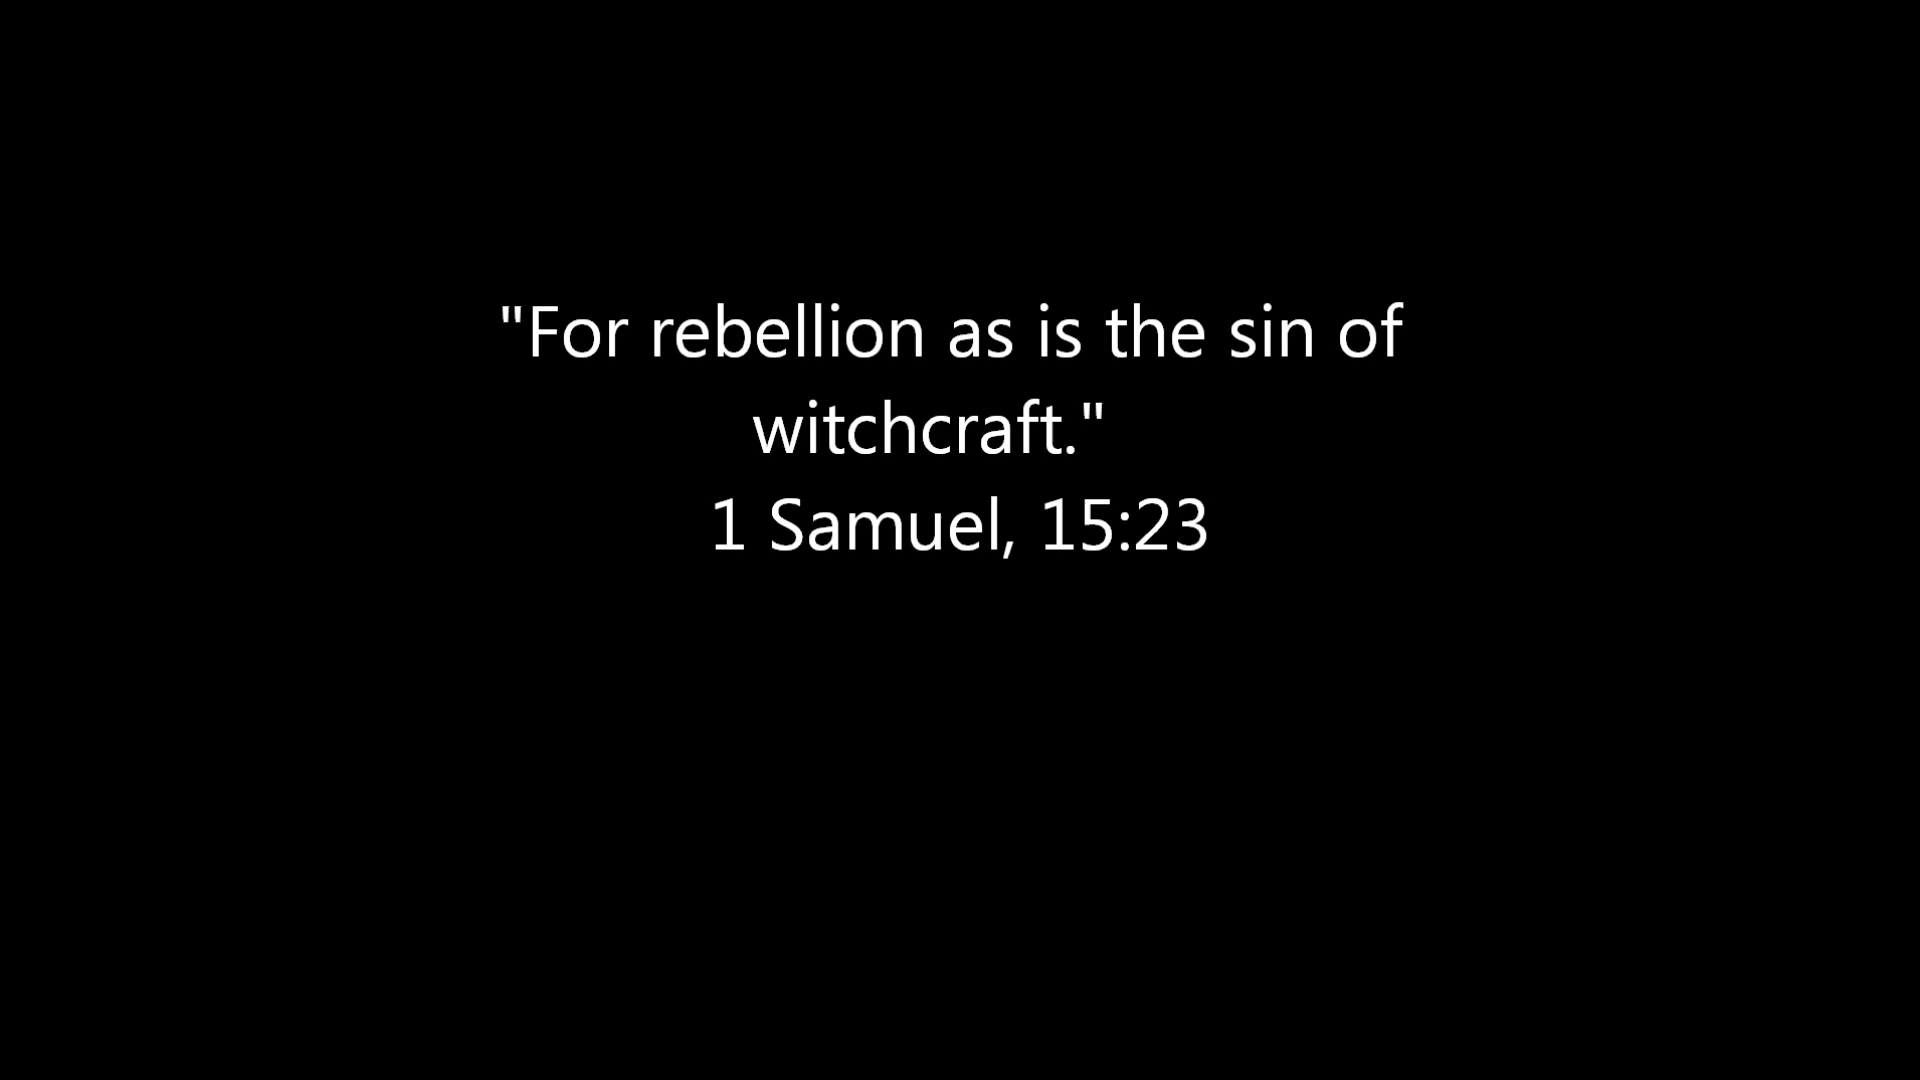 "For rebellion as is the sin of
witchcraft."
1 Samuel, 15:23